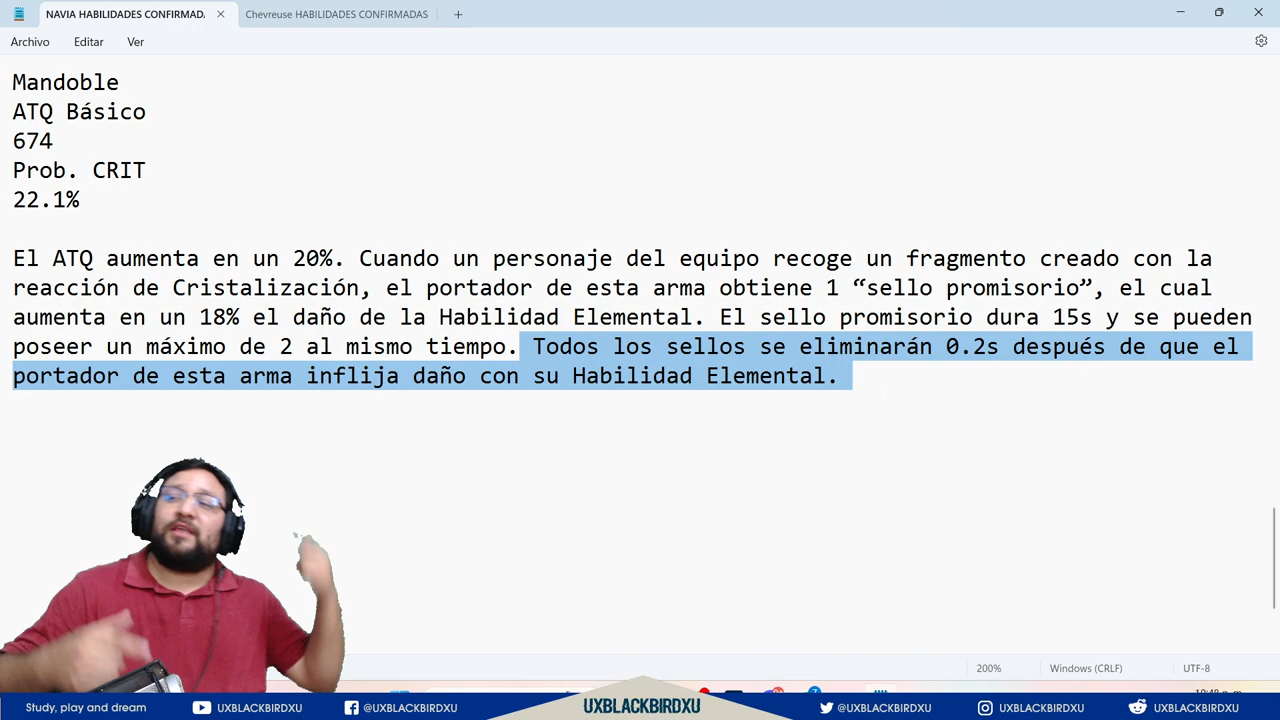 NAVIA HABILIDADES CONFIRMADA
Chevreuse HABILIDADES CONFIRMADAS
Archivo Editar Ver
Mandoble
ATQ Básico
674
Prob. CRIT
22.1%
El ATQ aumenta en un 20%. Cuando un personaje del equipo recoge un fragmento creado con la
reacción de Cristalización, el portador de esta arma obtiene 1 “sello promisorio”, el cual
aumenta en un 18% el daño de la Habilidad Elemental. El sello promisorio dura 15s y se pueden
poseer un máximo de 2 al mismo tiempo. Todos los sellos se eliminarán 0.2s después de que el
portador de esta arma inflija daño con su Habilidad Elemental.
200% Windows (CRLF) UTF-8
Study, play and dream UXBLACKBIRDXU @UXBLACKBIRDXU UXBLACKBIRDXU @UXBLACKBIRDXU @UXBLACKBIRDXU @UXBLACKBIRDXU